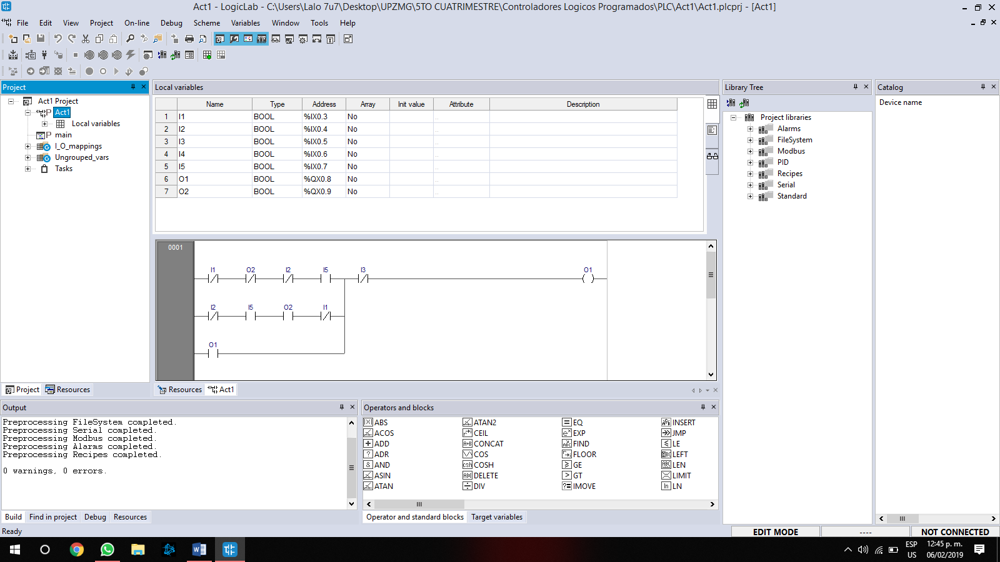 Act1 - LogicLab - C:\Users\Lalo 7u7\Desktop\UPZMG\5TO CUATRIMESTRE\Controladores Logicos Programados\PLC\Act1\Act1.plcprj - [Act1]
File Edit View Project On-line Debug Scheme Variables Window Tools Help
Project
Act1 Project
Act1
Local variables
main
I_O_mappings
Ungrouped_vars
Tasks
Project Resources
Local variables
Name Type Address Array Init value Attribute Description
1 I1 BOOL %IX0.3 No ..
2 I2 BOOL %IX0.4 No ..
3 I3 BOOL %IX0.5 No ..
4 I4 BOOL %IX0.6 No ..
5 I5 BOOL %IX0.7 No ..
6 O1 BOOL %QX0.8 No ..
7 O2 BOOL %QX0.9 No ..
0001
I1 O2 I2 I5 I3 O1
I2 I5 O2 I1
O1
Resources Act1
Library Tree
Project libraries
Alarms
FileSystem
Modbus
PID
Recipes
Serial
Standard
Catalog
Device name
Output
Preprocessing FileSystem completed.
Preprocessing Serial completed.
Preprocessing Modbus completed.
Preprocessing Alarms completed.
Preprocessing Recipes completed.
0 warnings, 0 errors.
Build Find in project Debug Resources
Operators and blocks
ABS ATAN2 EQ INSERT
ACOS CEIL EXP JMP
ADD CONCAT FIND LE
ADR COS FLOOR LEFT
AND COSH GE LEN
ASIN DELETE GT LIMIT
ATAN DIV IMOVE LN
Operator and standard blocks Target variables
Ready EDIT MODE ---- NOT CONNECTED
ESP 12:45 p. m.
US 06/02/2019